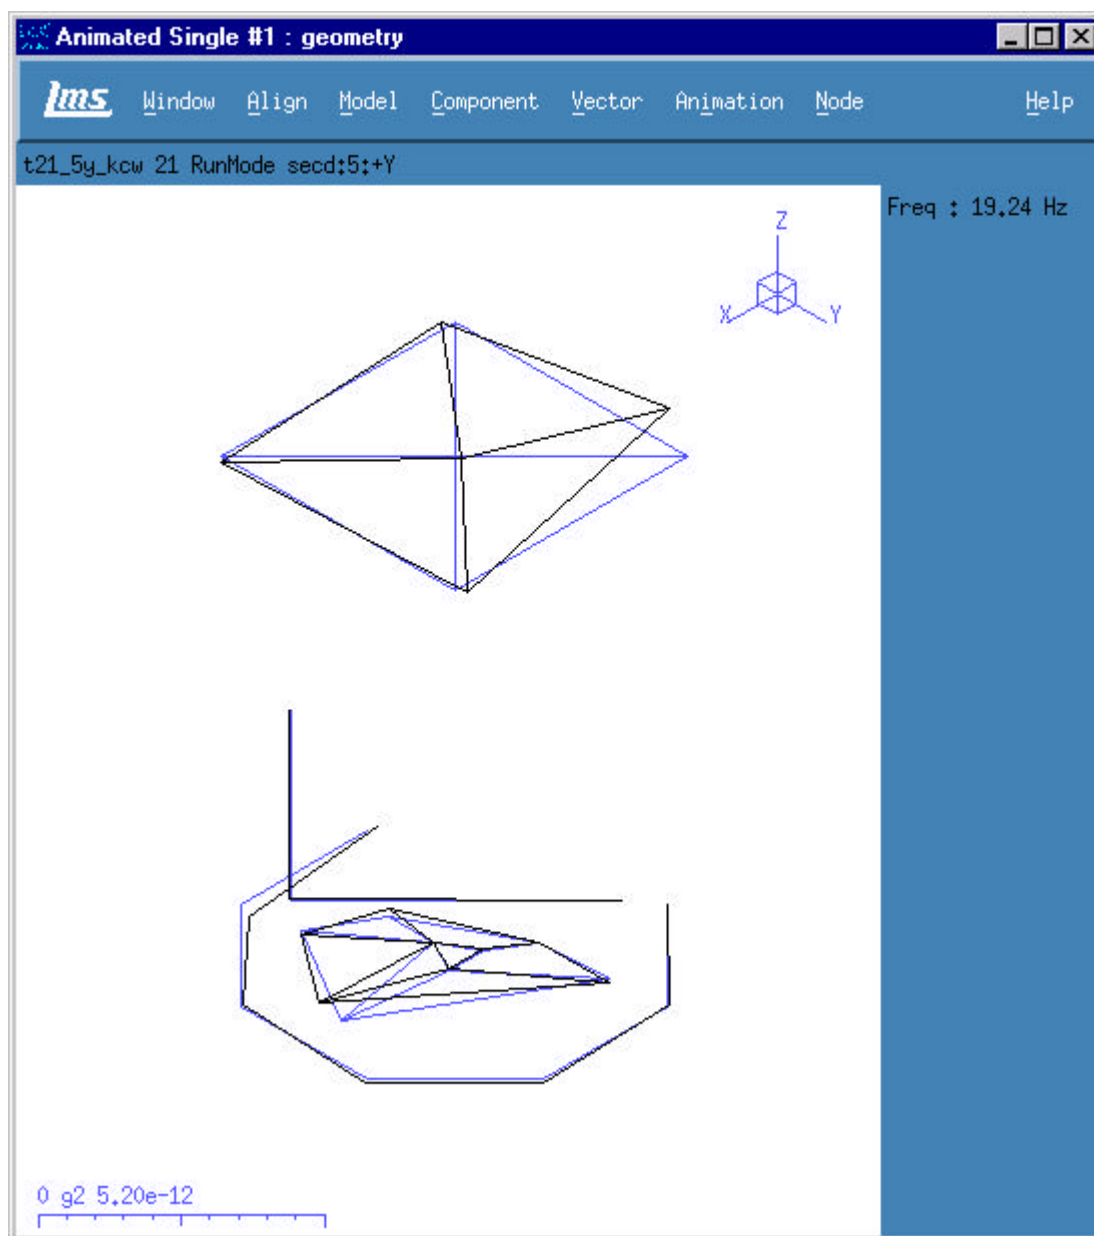 Animated Single #1 : geometry
lms Window Align Model Component Vector Animation Node Help
t21_5y_kcw 21 RunMode secd:5:+Y
Freq : 19.24 Hz
Z
X Y
0 g2 5.20e-12